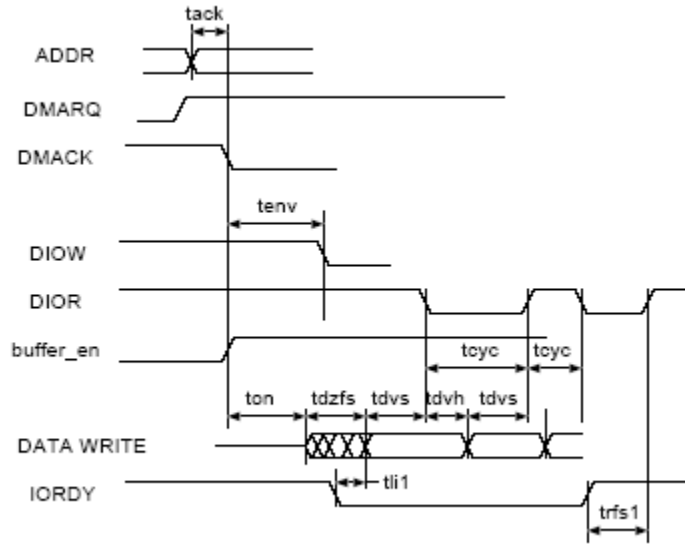 tack
ADDR
DMARQ
DMACK
tenv
DIOW
DIOR
buffer_en
tcyc tcyc
ton tdzfs tdvs tdvh tdvs
DATA WRITE
tli1
IORDY
trfs1